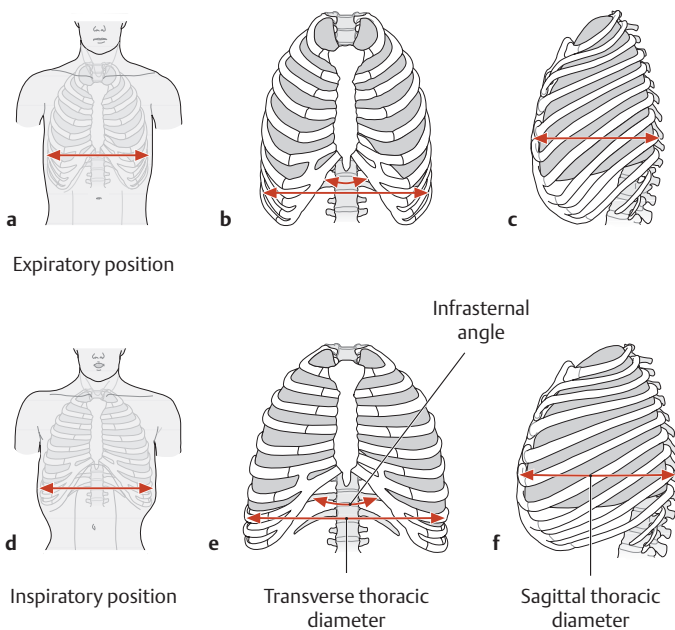 a
b
c
Expiratory position
Infrasternal
angle
d
e
f
Inspiratory position
Transverse thoracic
diameter
Sagittal thoracic
diameter